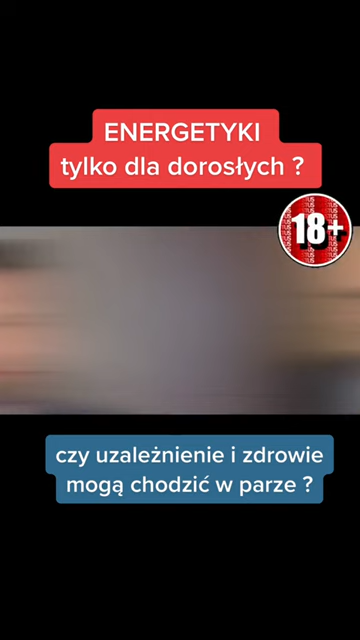 ENERGETYKI
tylko dla dorosłych ?
18+
czy uzależnienie i zdrowie
mogą chodzić w parze ?